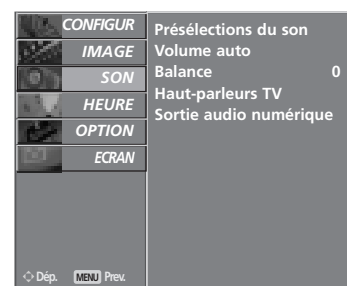 CONFIGUR
IMAGE
SON
HEURE
OPTION
ECRAN
Présélections du son
Volume auto
Balance 0
Haut-parleurs TV
Sortie audio numérique
Dép. MENU Prev.